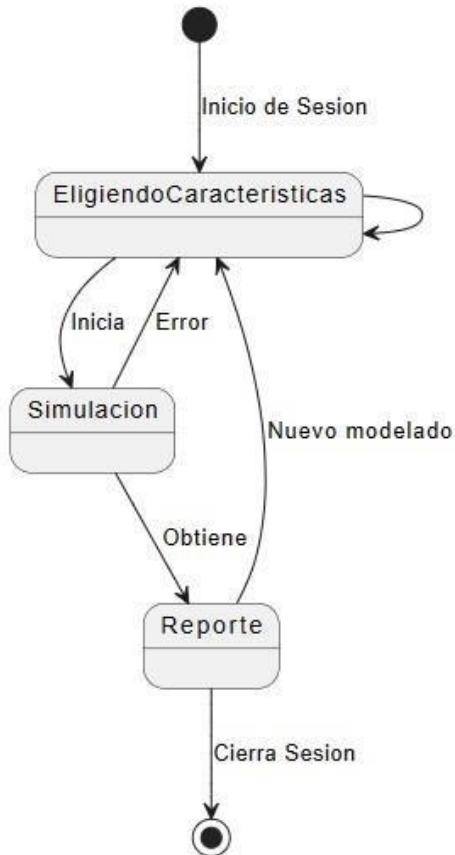 Inicio de Sesion
EligiendoCaracteristicas
Inicia
Error
Simulacion
Nuevo modelado
Obtiene
Reporte
Cierra Sesion